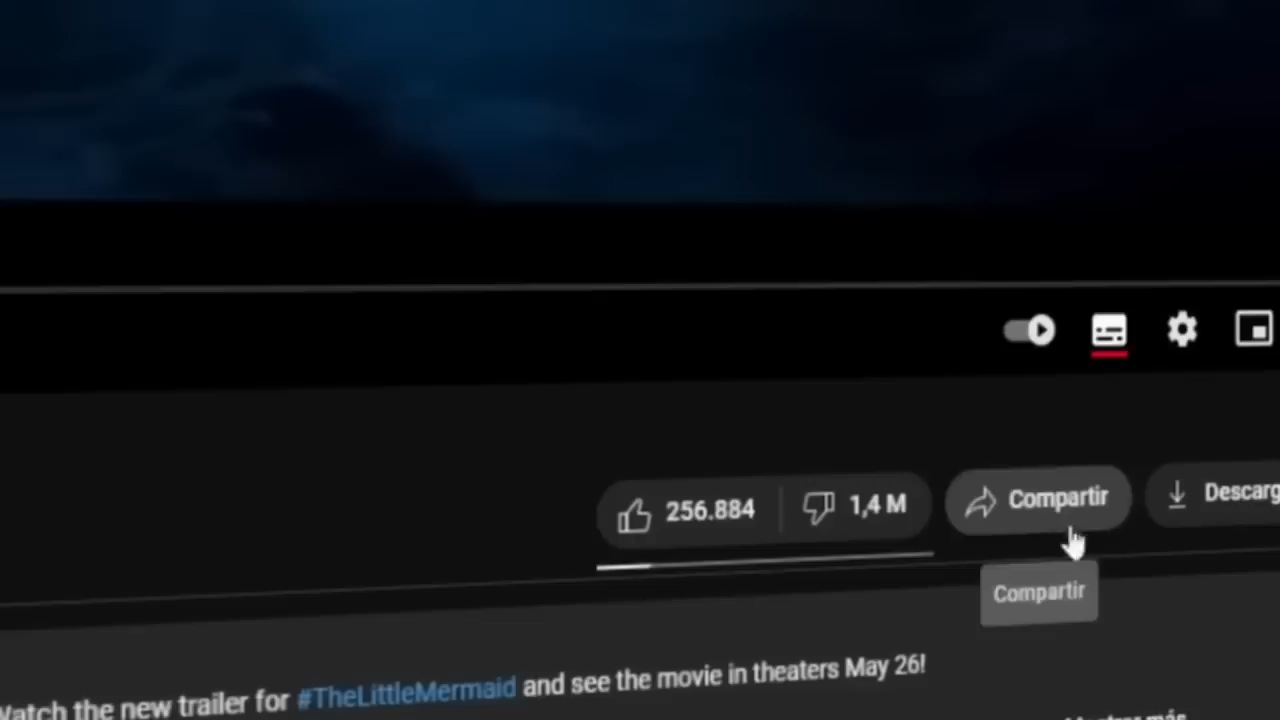 256.884
1,4 M
Compartir
Descarg
Compartir
Watch the new trailer for #TheLittleMermaid and see the movie in theaters May 26!
más